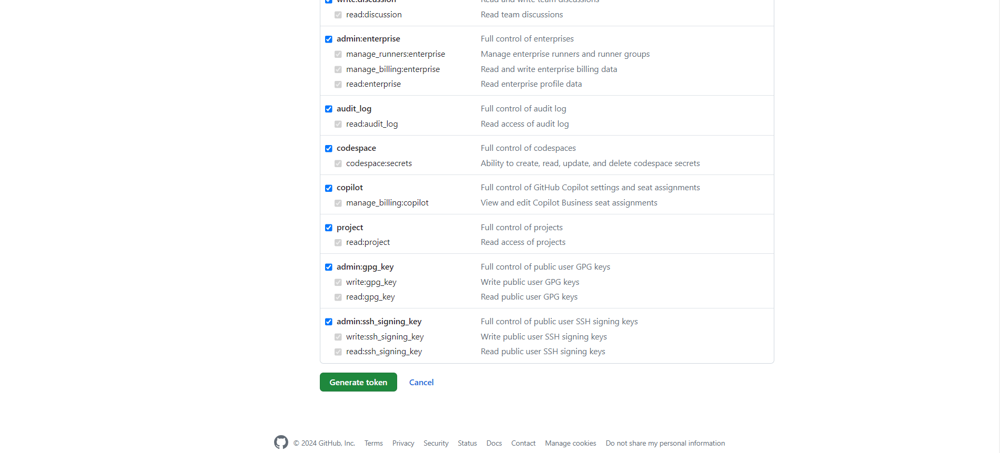 write:discussion Read and write team discussions
read:discussion Read team discussions
admin:enterprise Full control of enterprises
manage_runners:enterprise Manage enterprise runners and runner groups
manage_billing:enterprise Read and write enterprise billing data
read:enterprise Read enterprise profile data
audit_log Full control of audit log
read:audit_log Read access of audit log
codespace Full control of codespaces
codespace:secrets Ability to create, read, update, and delete codespace secrets
copilot Full control of GitHub Copilot settings and seat assignments
manage_billing:copilot View and edit Copilot Business seat assignments
project Full control of projects
read:project Read access of projects
admin:gpg_key Full control of public user GPG keys
write:gpg_key Write public user GPG keys
read:gpg_key Read public user GPG keys
admin:ssh_signing_key Full control of public user SSH signing keys
write:ssh_signing_key Write public user SSH signing keys
read:ssh_signing_key Read public user SSH signing keys
Generate token Cancel
© 2024 GitHub, Inc. Terms Privacy Security Status Docs Contact Manage cookies Do not share my personal information